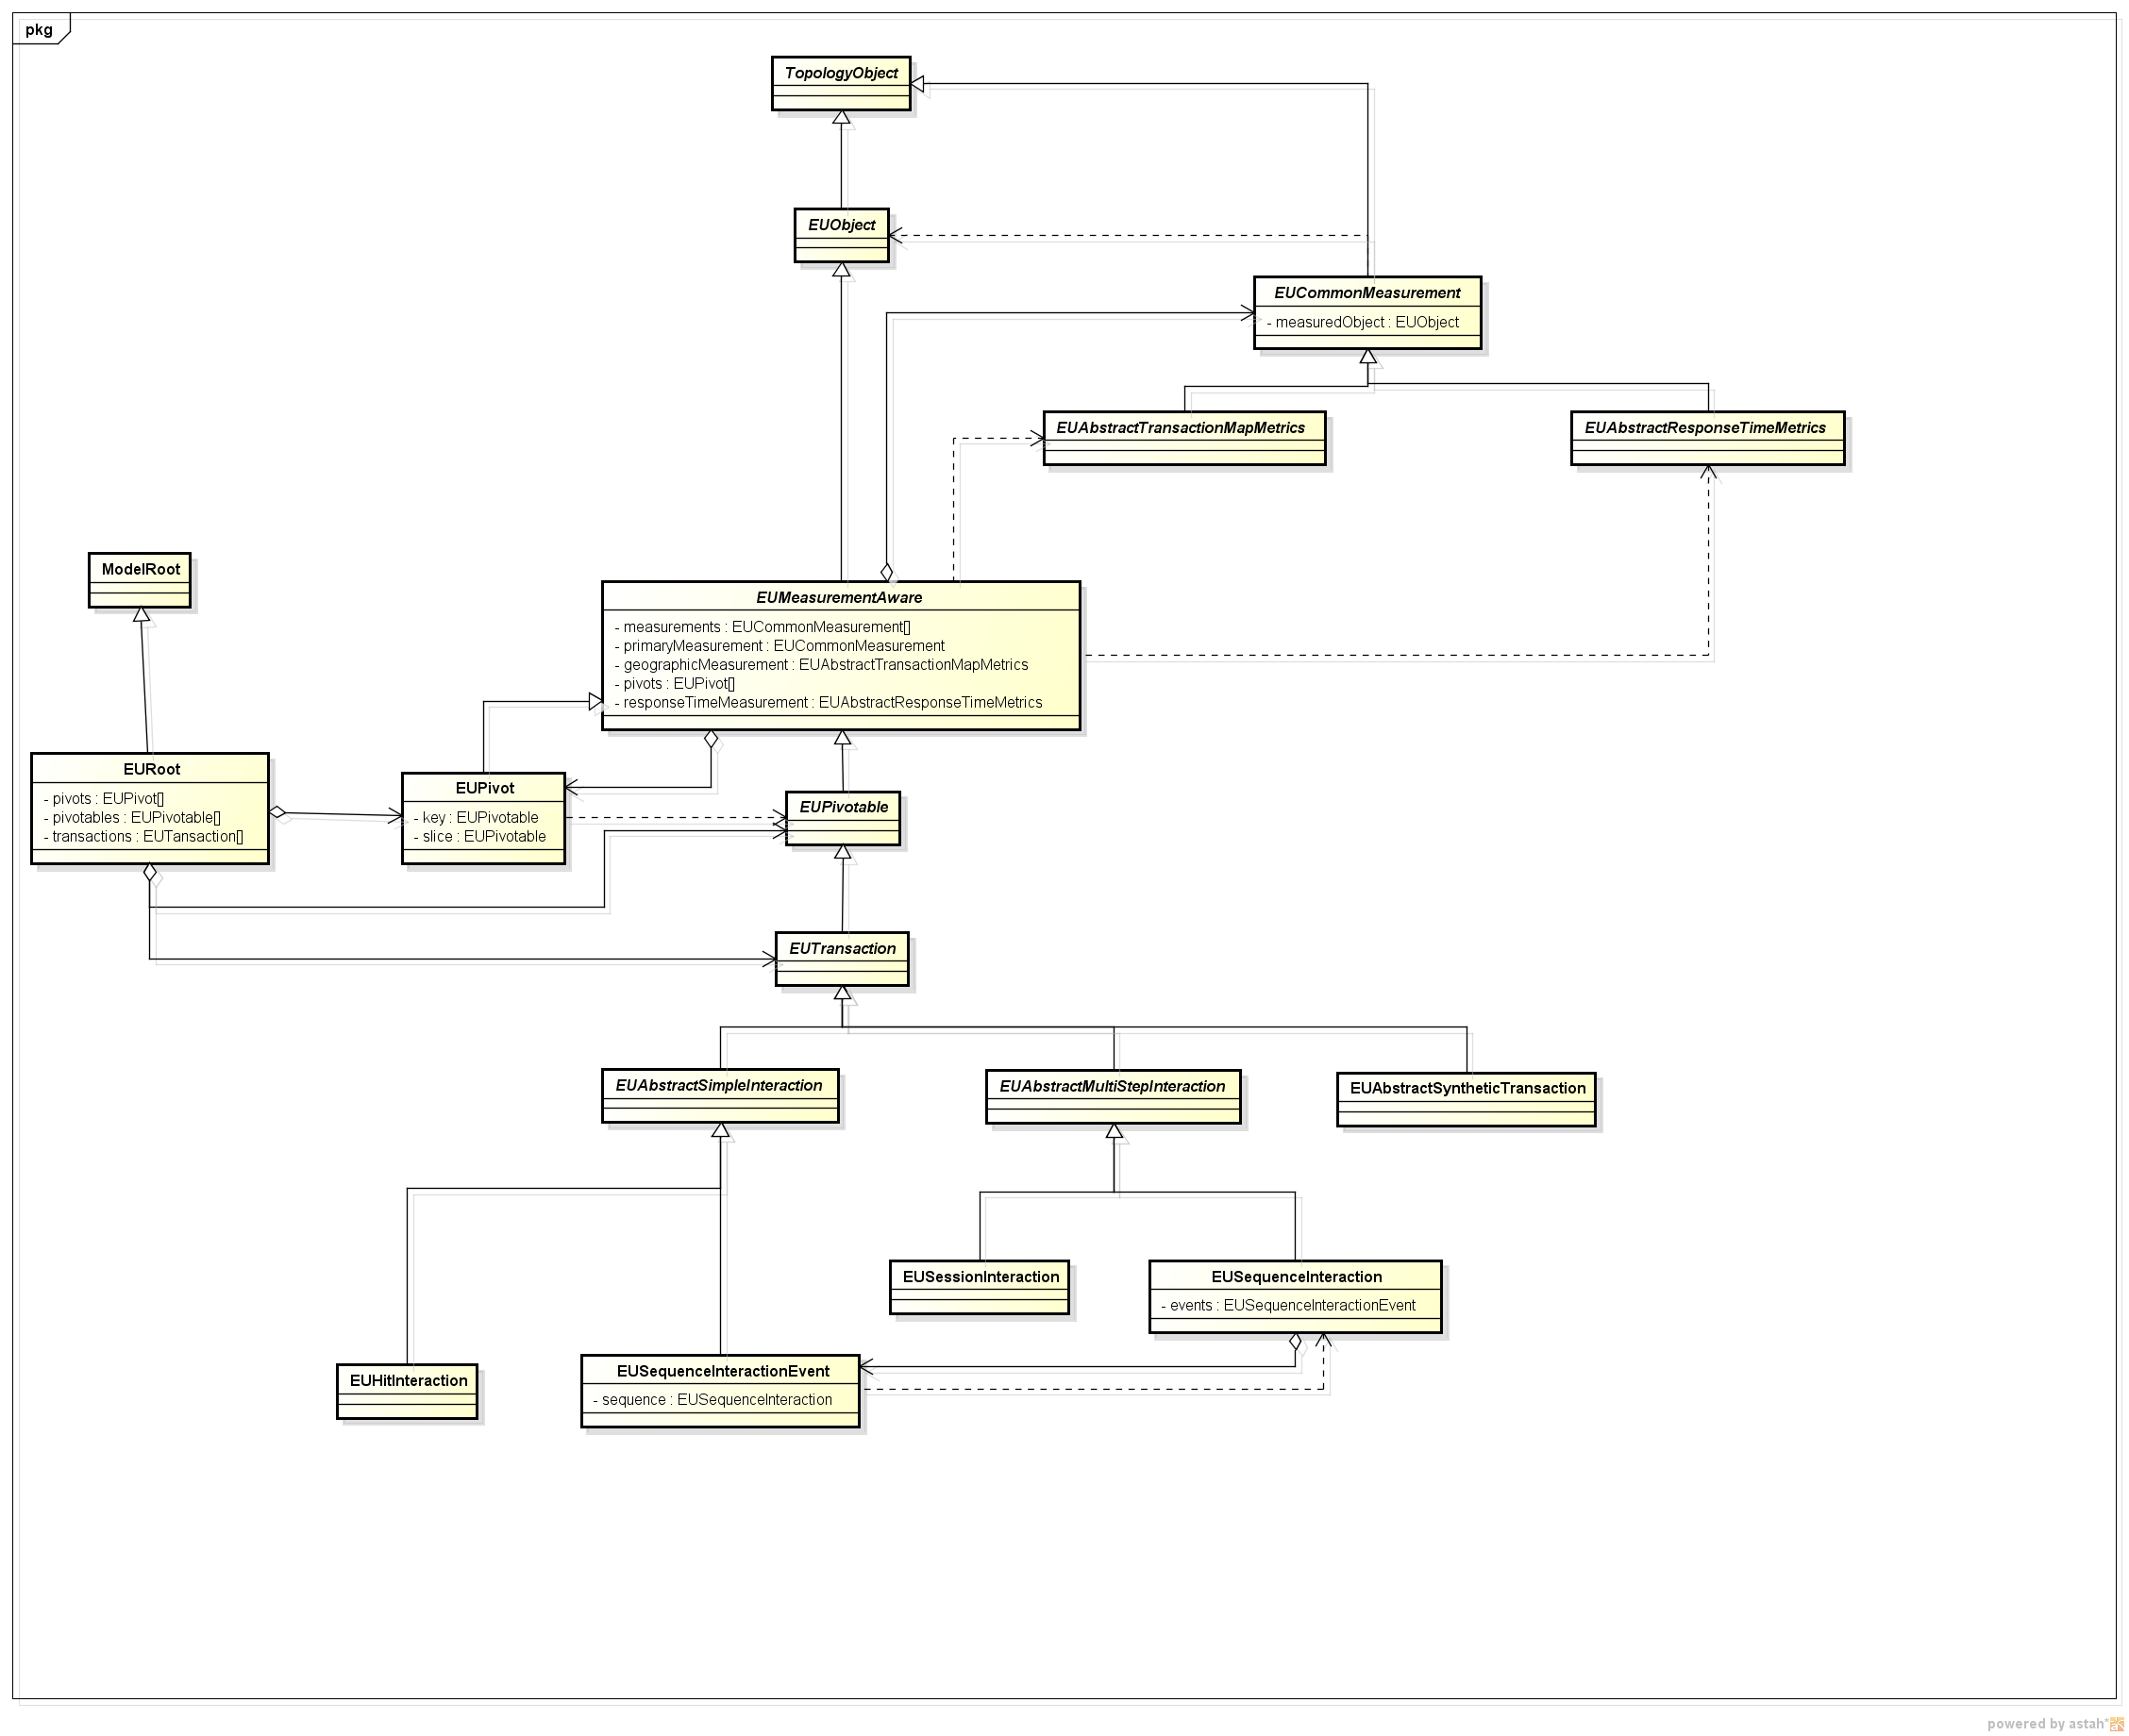 pkg
TopologyObject
EUObject
EUCommonMeasurement
- measuredObject : EUObject
EUAbstractTransactionMapMetrics
EUAbstractResponseTimeMetrics
ModelRoot
EUMeasurementAware
- measurements : EUCommonMeasurement[]
- primaryMeasurement : EUCommonMeasurement
- geographicMeasurement : EUAbstractTransactionMapMetrics
- pivots : EUPivot[]
- responseTimeMeasurement : EUAbstractResponseTimeMetrics
EURoot
- pivots : EUPivot[]
- pivotables : EUPivotable[]
- transactions : EUTansaction[]
EUPivot
- key : EUPivotable
- slice : EUPivotable
EUPivotable
EUTransaction
EUAbstractSimpleInteraction
EUAbstractMultiStepInteraction
EUAbstractSyntheticTransaction
EUSessionInteraction
EUSequenceInteraction
- events : EUSequenceInteractionEvent
EUHitInteraction
EUSequenceInteractionEvent
- sequence : EUSequenceInteraction
powered by astah*